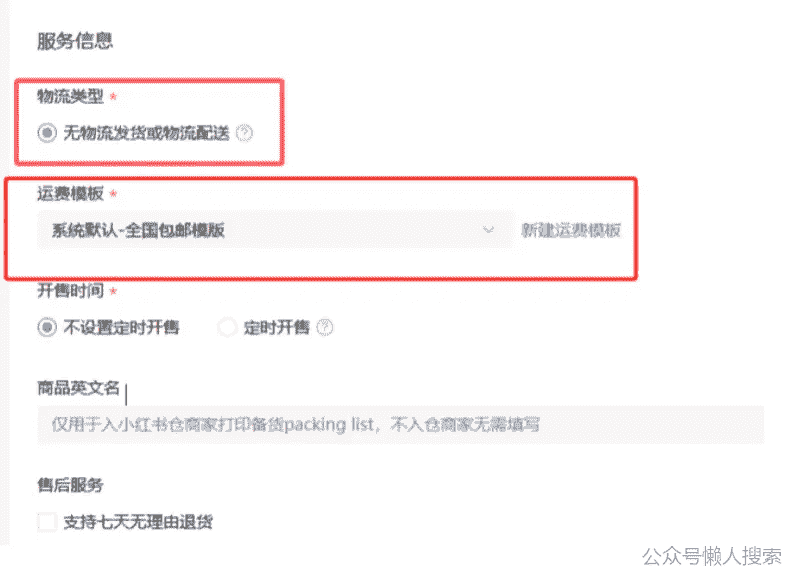 服务信息
物流类型 *
无物流发货或物流配送 ?
运费模板 *
系统默认-全国包邮模版 新建运费模板
开售时间 *
不设置定时开售 定时开售 ?
商品英文名
仅用于入小红书仓商家打印备货packing list，不入仓商家无需填写
售后服务
支持七天无理由退货
公众号懒人搜索